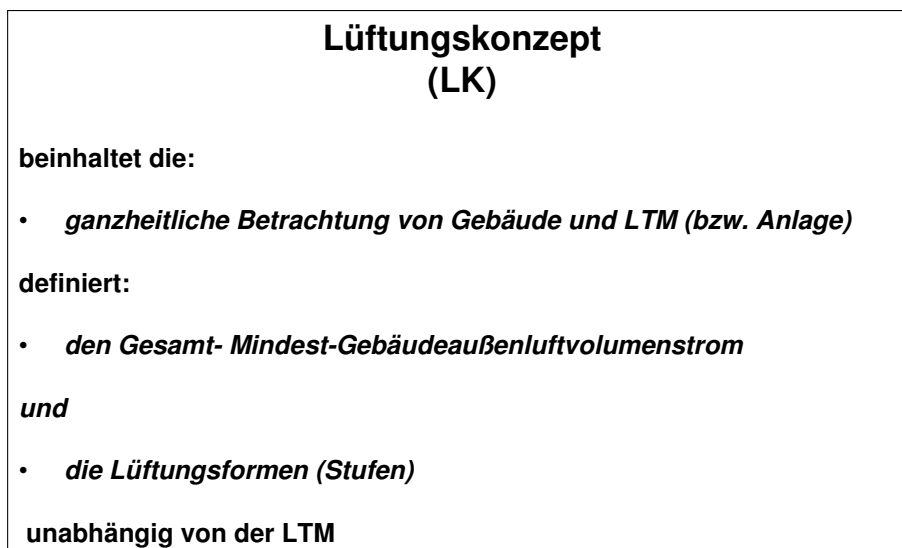 Lüftungskonzept
(LK)
beinhaltet die:
• ganzheitliche Betrachtung von Gebäude und LTM (bzw. Anlage)
definiert:
• den Gesamt- Mindest-Gebäudeaußenluftvolumenstrom
und
• die Lüftungsformen (Stufen)
unabhängig von der LTM